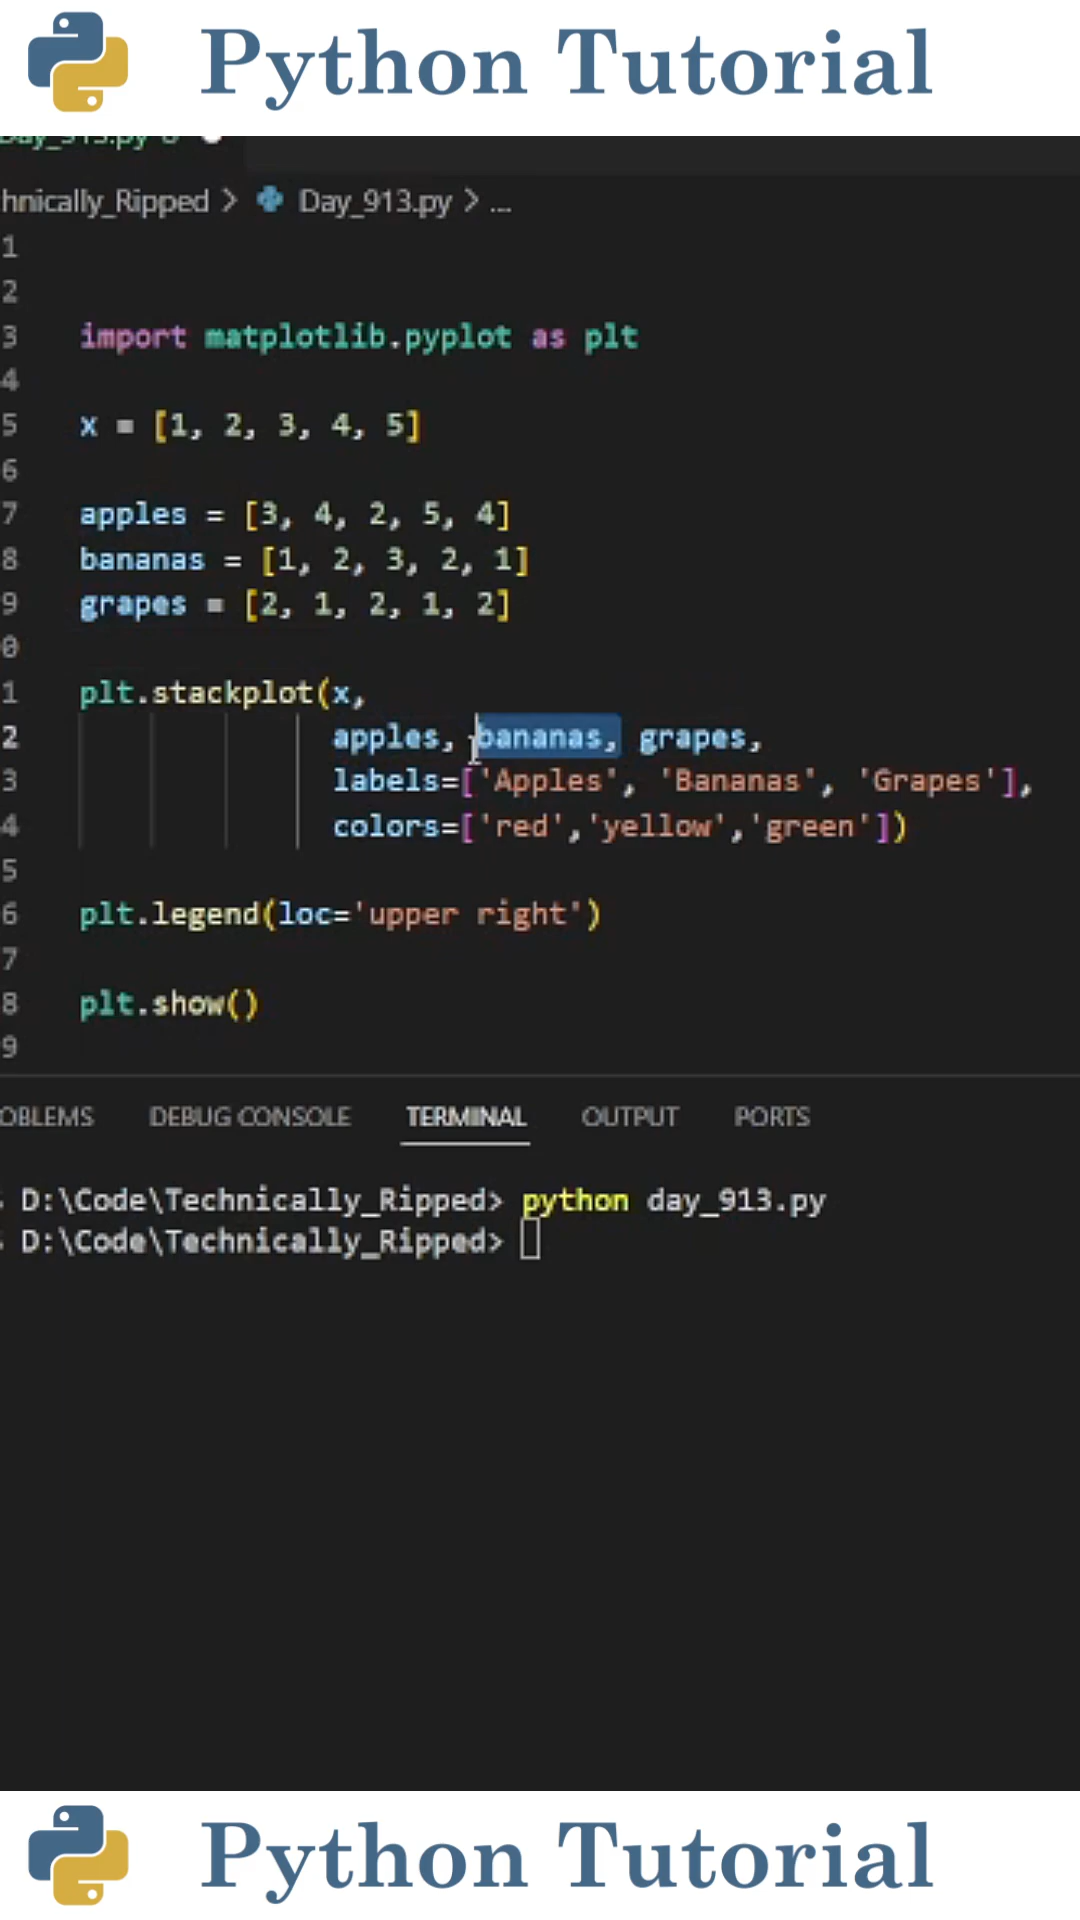 Python Tutorial
Day_913.py 6
hnically_Ripped > Day_913.py > ...
1
2
3 import matplotlib.pyplot as plt
4
5 x = [1, 2, 3, 4, 5]
6
7 apples = [3, 4, 2, 5, 4]
8 bananas = [1, 2, 3, 2, 1]
9 grapes = [2, 1, 2, 1, 2]
0
1 plt.stackplot(x,
2 apples, bananas, grapes,
3 labels=['Apples', 'Bananas', 'Grapes'],
4 colors=['red','yellow','green'])
5
6 plt.legend(loc='upper right')
7
8 plt.show()
9
OBLEMS DEBUG CONSOLE TERMINAL OUTPUT PORTS
D:\Code\Technically_Ripped> python day_913.py
D:\Code\Technically_Ripped>
Python Tutorial